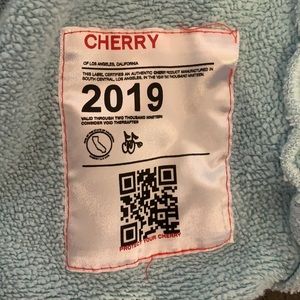 CHERRY
OF LOS ANGELES, CALIFORNIA
THIS LABEL CERTIFIES AN AUTHENTIC CHERRY PRODUCT MANUFACTURED IN
SOUTH CENTRAL, LOS ANGELES, IN THE YEAR TWO THOUSAND NINETEEN
2019
VALID THROUGH TWO THOUSAND NINETEEN
CONSIDER VOID THEREAFTER
PROTECT YOUR CHERRY